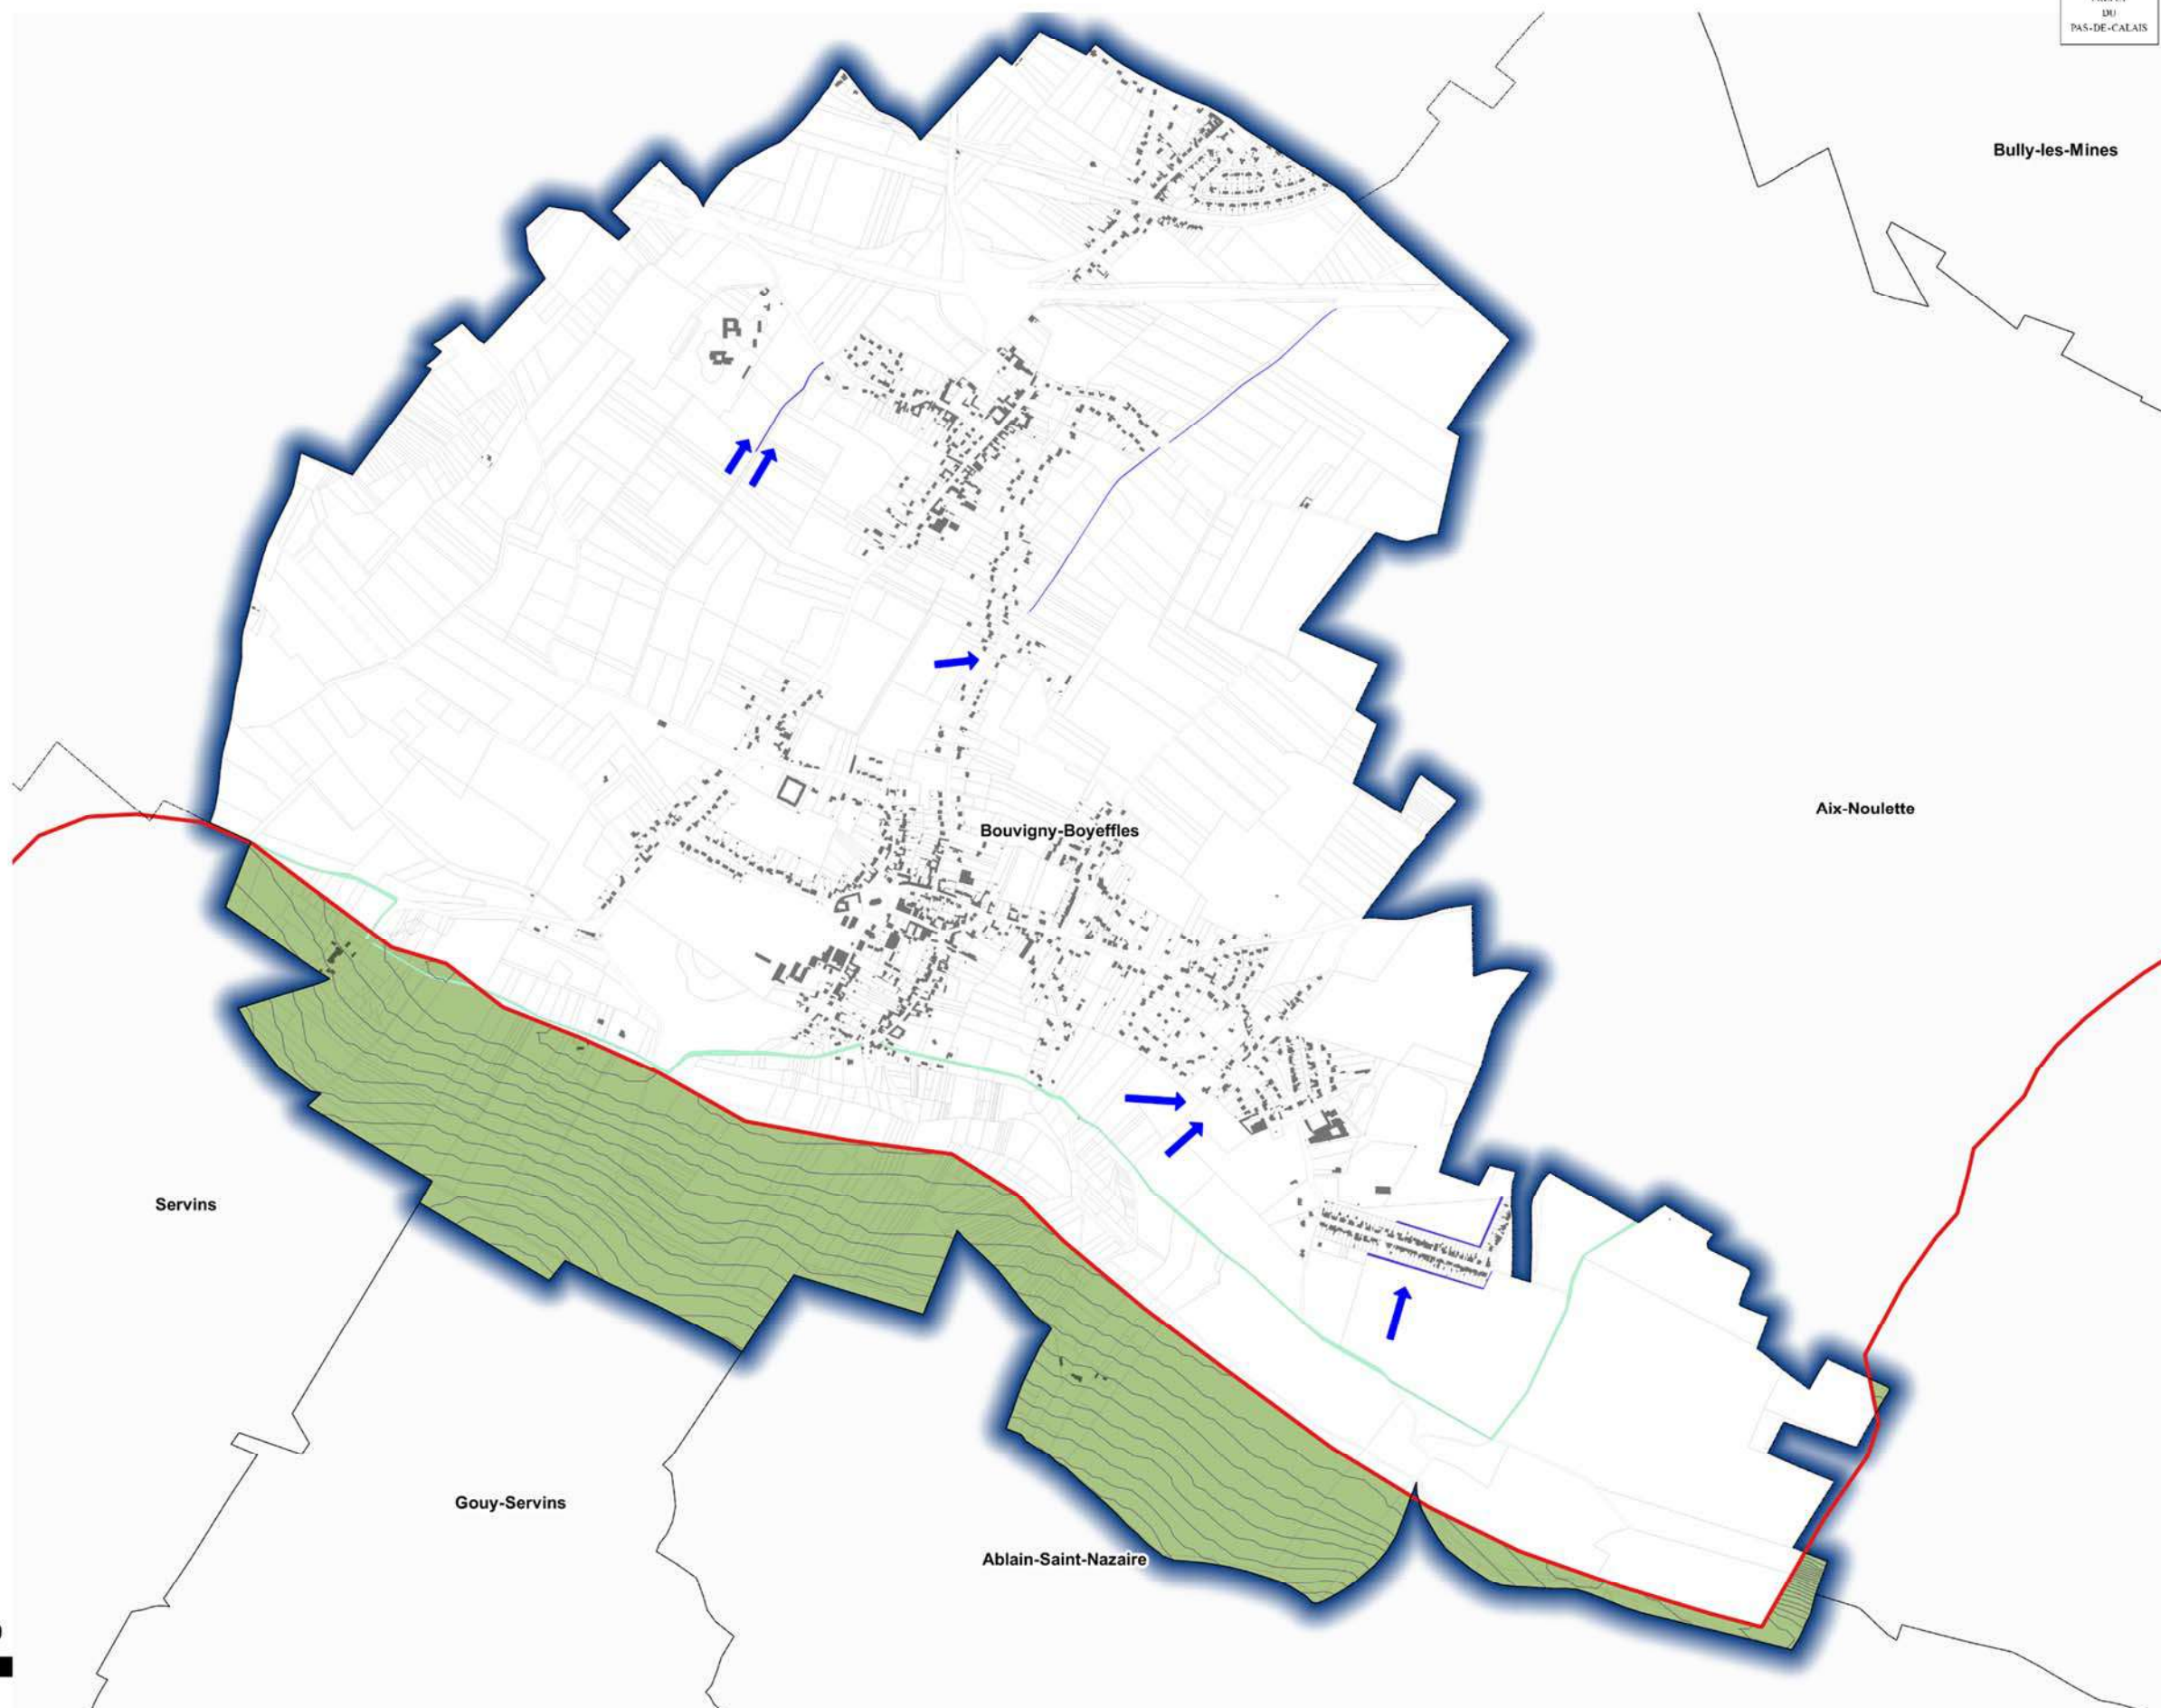 DU
PAS-DE-CALAIS
Bully-les-Mines
Aix-Noulette
Bouvigny-Boyeffles
Servins
Gouy-Servins
Ablain-Saint-Nazaire